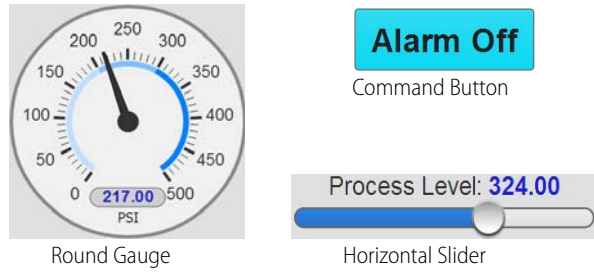 250
200 300
150 350
100 400
50 450
0 217.00 500
PSI
Round Gauge
Alarm Off
Command Button
Process Level: 324.00
Horizontal Slider